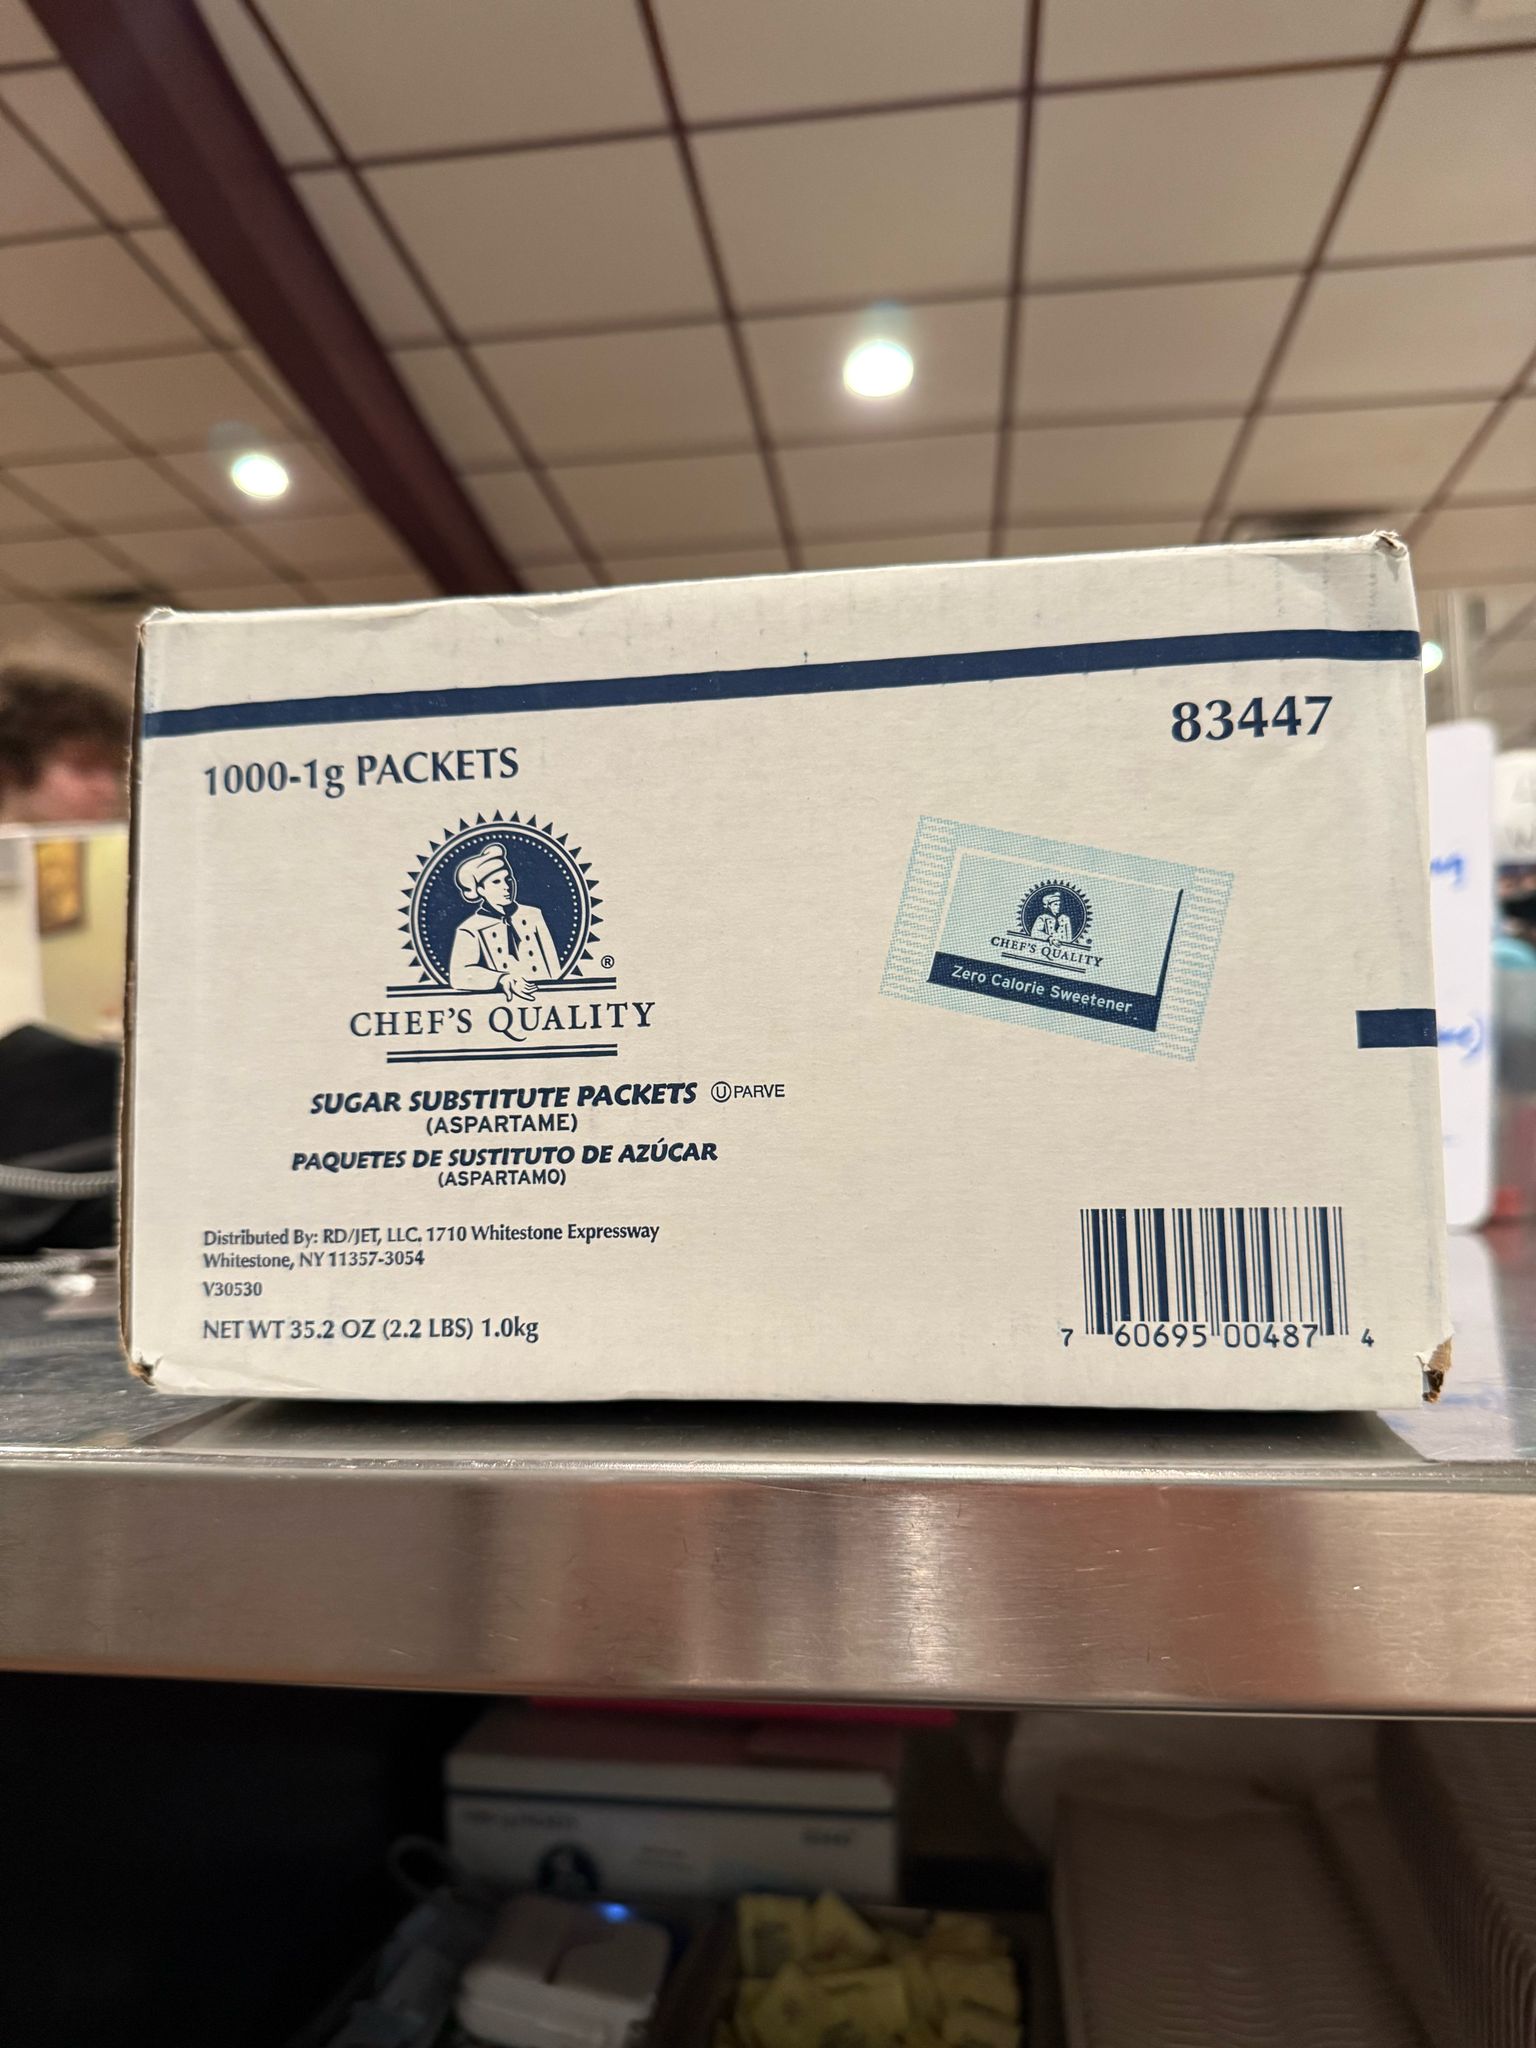 83447
1000-1g PACKETS
®
CHEF'S QUALITY
SUGAR SUBSTITUTE PACKETS Ⓤ PARVE
(ASPARTAME)
PAQUETES DE SUSTITUTO DE AZÚCAR
(ASPARTAMO)
Distributed By: RD/JET, LLC. 1710 Whitestone Expressway
Whitestone, NY 11357-3054
V30530
NET WT 35.2 OZ (2.2 LBS) 1.0kg
CHEF'S QUALITY
Zero Calorie Sweetener
7 60695 00487 4